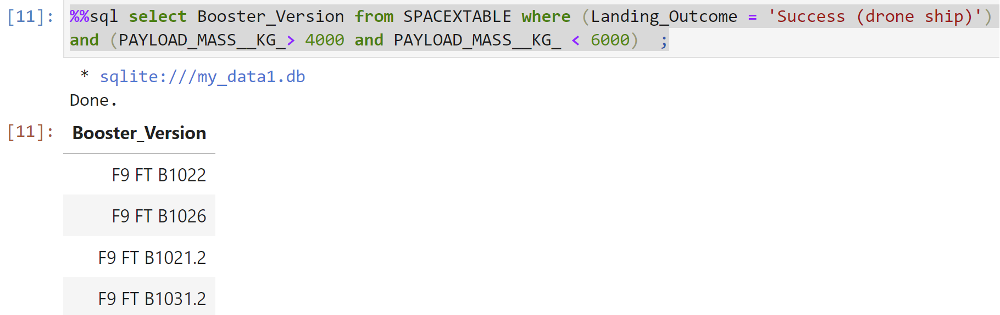 [11]: %%sql select Booster_Version from SPACEXTABLE where (Landing_Outcome = 'Success (drone ship)')
and (PAYLOAD_MASS__KG_> 4000 and PAYLOAD_MASS__KG_ < 6000)  ;
* sqlite:///my_data1.db
Done.
[11]: Booster_Version
F9 FT B1022
F9 FT B1026
F9 FT B1021.2
F9 FT B1031.2